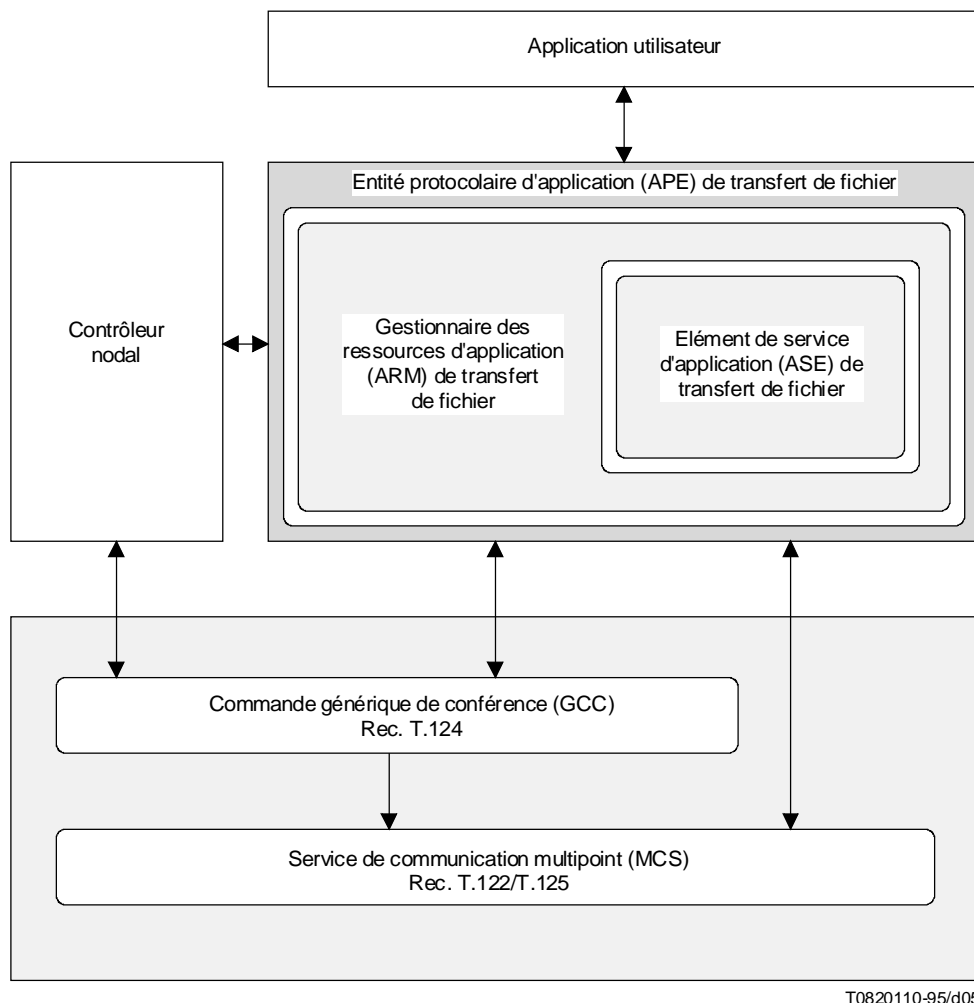 Application utilisateur
Entité protocolaire d'application (APE) de transfert de fichier
Contrôleur
nodal
Gestionnaire des
ressources d'application
(ARM) de transfert
de fichier
Elément de service
d'application (ASE) de
transfert de fichier
Commande générique de conférence (GCC)
Rec. T.124
Service de communication multipoint (MCS)
Rec. T.122/T.125